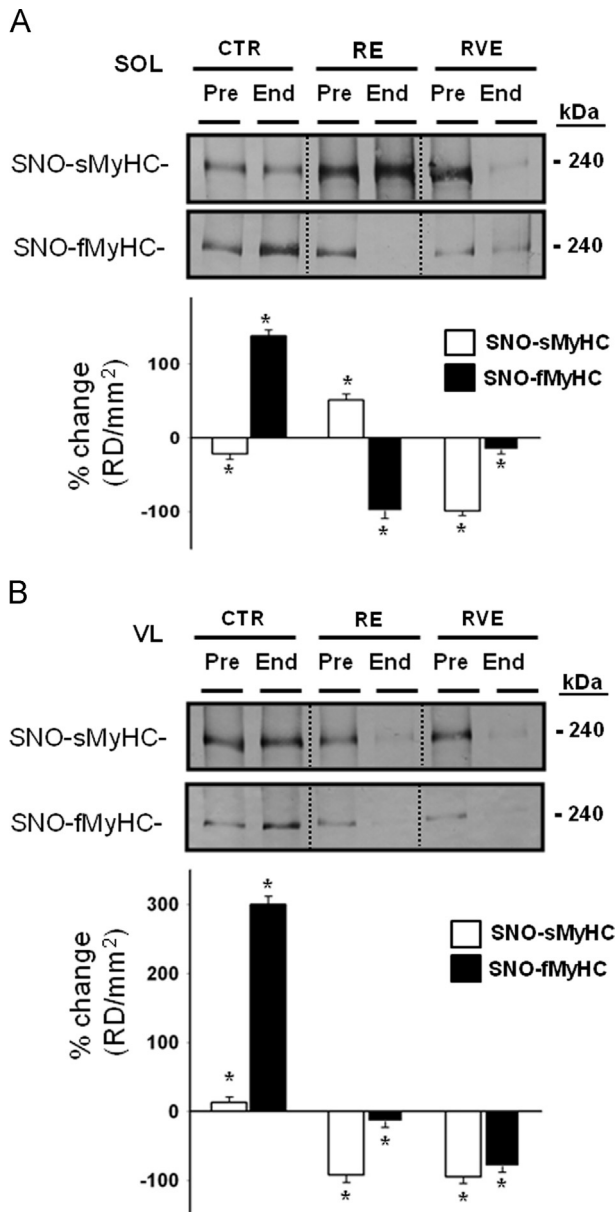 A
SOL
CTR RE RVE
Pre End Pre End Pre End
kDa
SNO-sMyHC- - 240
SNO-fMyHC- - 240
% change
(RD/mm²)
100
0
-100
* * * * * *
SNO-sMyHC
SNO-fMyHC
B
VL
CTR RE RVE
Pre End Pre End Pre End
kDa
SNO-sMyHC- - 240
SNO-fMyHC- - 240
% change
(RD/mm²)
300
200
100
0
-100
* * * * * *
SNO-sMyHC
SNO-fMyHC